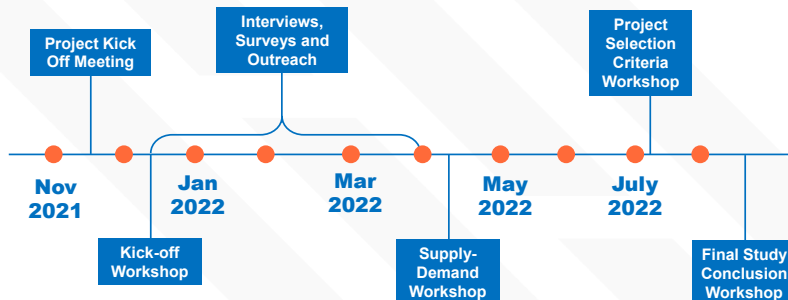 Project Kick
Off Meeting
Interviews,
Surveys and
Outreach
Project
Selection
Criteria
Workshop
Nov
2021
Jan
2022
Mar
2022
May
2022
July
2022
Kick-off
Workshop
Supply-
Demand
Workshop
Final Study
Conclusion
Workshop